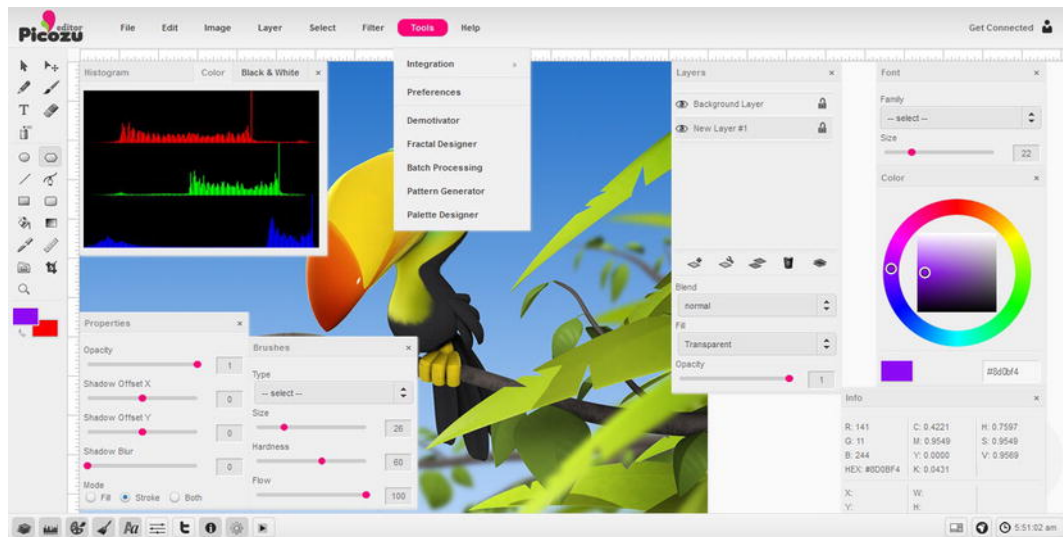 editor
Picozu
File Edit Image Layer Select Filter Tools Help
Get Connected
Integration
Preferences
Demotivator
Fractal Designer
Batch Processing
Pattern Generator
Palette Designer
Histogram Color Black & White ×
T
Layers ×
Background Layer
New Layer #1
Blend
normal
Fill
Transparent
Opacity
1
Font ×
Family
-- select --
Size
22
Color ×
#8d0bf4
Properties ×
Opacity
1
Shadow Offset X
0
Shadow Offset Y
0
Shadow Blur
0
Mode
Fill Stroke Both
Brushes ×
Type
-- select --
Size
26
Hardness
60
Flow
100
Info ×
R: 141 C: 0.4221 H: 0.7597
G: 11 M: 0.9549 S: 0.9549
B: 244 Y: 0.0000 V: 0.9569
HEX: #8D0BF4 K: 0.0431
X: W:
Y: H:
Aa
5:51:02 am